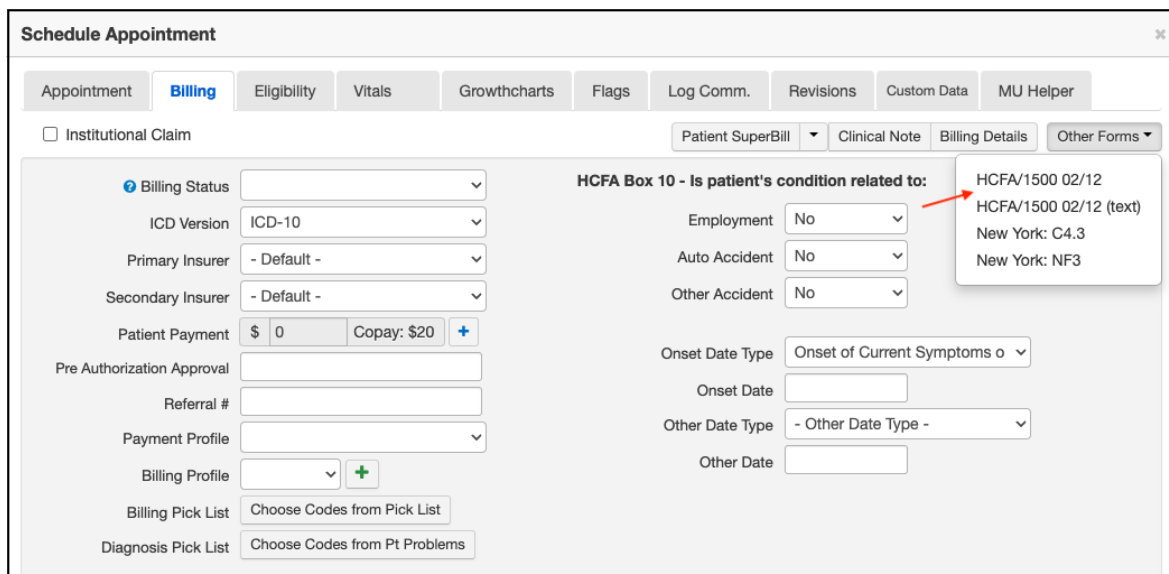 Schedule Appointment ×
Appointment Billing Eligibility Vitals Growthcharts Flags Log Comm. Revisions Custom Data MU Helper
Institutional Claim
Patient SuperBill Clinical Note Billing Details Other Forms
HCFA/1500 02/12
HCFA/1500 02/12 (text)
New York: C4.3
New York: NF3
Billing Status
ICD Version ICD-10
Primary Insurer - Default -
Secondary Insurer - Default -
Patient Payment $ 0 Copay: $20 +
Pre Authorization Approval
Referral #
Payment Profile
Billing Profile +
Billing Pick List Choose Codes from Pick List
Diagnosis Pick List Choose Codes from Pt Problems
HCFA Box 10 - Is patient's condition related to:
Employment No
Auto Accident No
Other Accident No
Onset Date Type Onset of Current Symptoms o
Onset Date
Other Date Type - Other Date Type -
Other Date